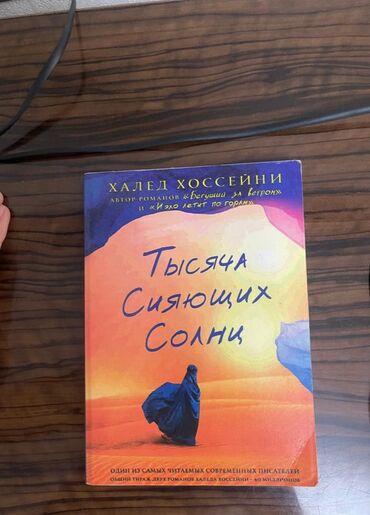 ХАЛЕД ХОССЕЙНИ
АВТОР РОМАНОВ «Бегущий за ветром»
и «И эхо летит по горам»
Тысяча
Сияющих
Солнц
ОДИН ИЗ САМЫХ ЧИТАЕМЫХ СОВРЕМЕННЫХ ПИСАТЕЛЕЙ
ОБЩИЙ ТИРАЖ ДВУХ РОМАНОВ ХАЛЕДА ХОССЕЙНИ - 40 МИЛЛИОНОВ